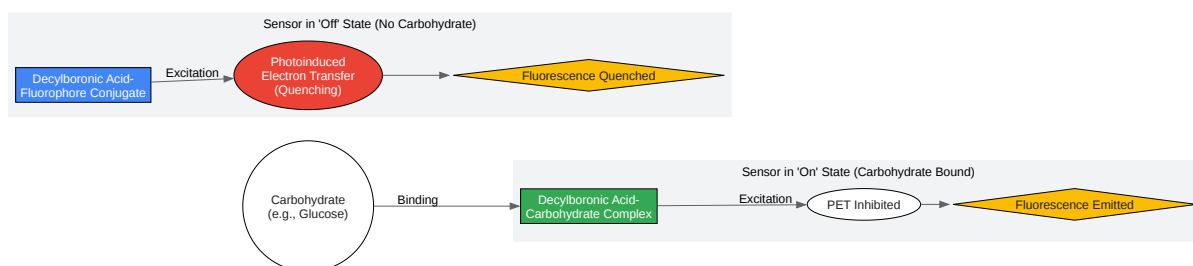 Sensor in 'Off' State (No Carbohydrate)
Decylboronic Acid-
Fluorophore Conjugate
Excitation
Photoinduced
Electron Transfer
(Quenching)
Fluorescence Quenched
Carbohydrate
(e.g., Glucose)
Binding
Sensor in 'On' State (Carbohydrate Bound)
Decylboronic Acid-
Carbohydrate Complex
Excitation
PET Inhibited
Fluorescence Emitted